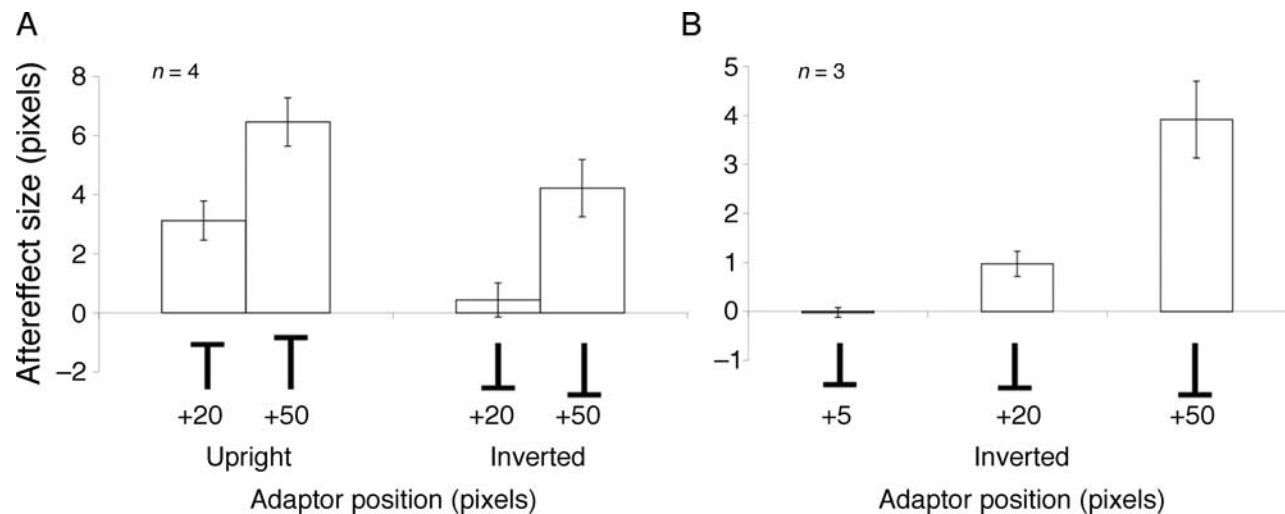 A
n = 4
Aftereffect size (pixels)
8
6
4
2
0
−2
+20 +50 +20 +50
Upright Inverted
Adaptor position (pixels)
B
n = 3
5
4
3
2
1
0
−1
+5 +20 +50
Inverted
Adaptor position (pixels)